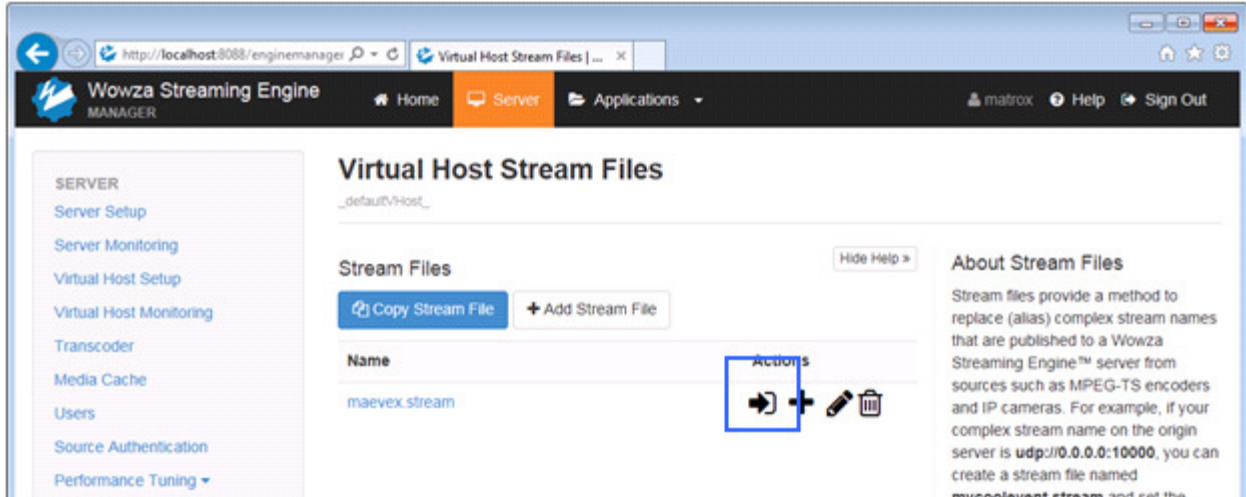 http://localhost:8088/enginemanager
Virtual Host Stream Files | ...
Wowza Streaming Engine
MANAGER
Home
Server
Applications
matrox
Help
Sign Out
SERVER
Server Setup
Server Monitoring
Virtual Host Setup
Virtual Host Monitoring
Transcoder
Media Cache
Users
Source Authentication
Performance Tuning
Virtual Host Stream Files
_defaultVHost_
Stream Files
Hide Help »
Copy Stream File
Add Stream File
Name
Actions
maevex.stream
About Stream Files
Stream files provide a method to
replace (alias) complex stream names
that are published to a Wowza
Streaming Engine™ server from
sources such as MPEG-TS encoders
and IP cameras. For example, if your
complex stream name on the origin
server is udp://0.0.0.0:10000, you can
create a stream file named
mycoolevent.stream and set the